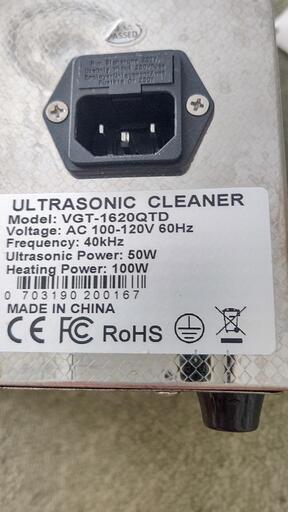 PASSED
ULTRASONIC CLEANER
Model: VGT-1620QTD
Voltage: AC 100-120V 60Hz
Frequency: 40kHz
Ultrasonic Power: 50W
Heating Power: 100W
0 703190 200167
MADE IN CHINA
CE FC RoHS